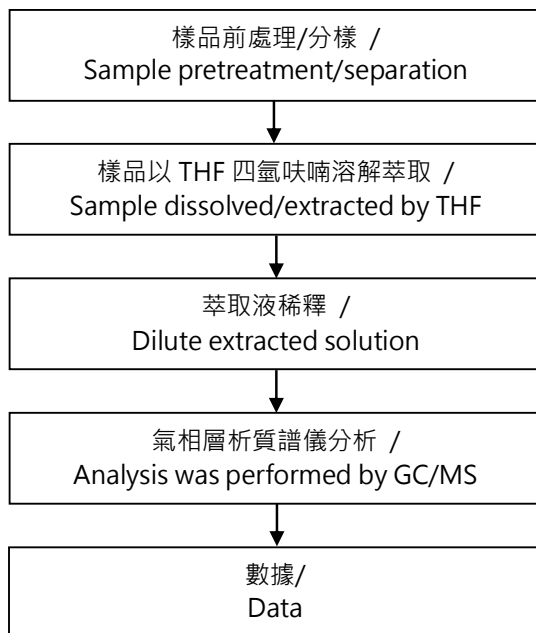 樣品前處理/分樣 /
Sample pretreatment/separation
樣品以 THF 四氫呋喃溶解萃取 /
Sample dissolved/extracted by THF
萃取液稀釋 /
Dilute extracted solution
氣相層析質譜儀分析 /
Analysis was performed by GC/MS
數據/
Data